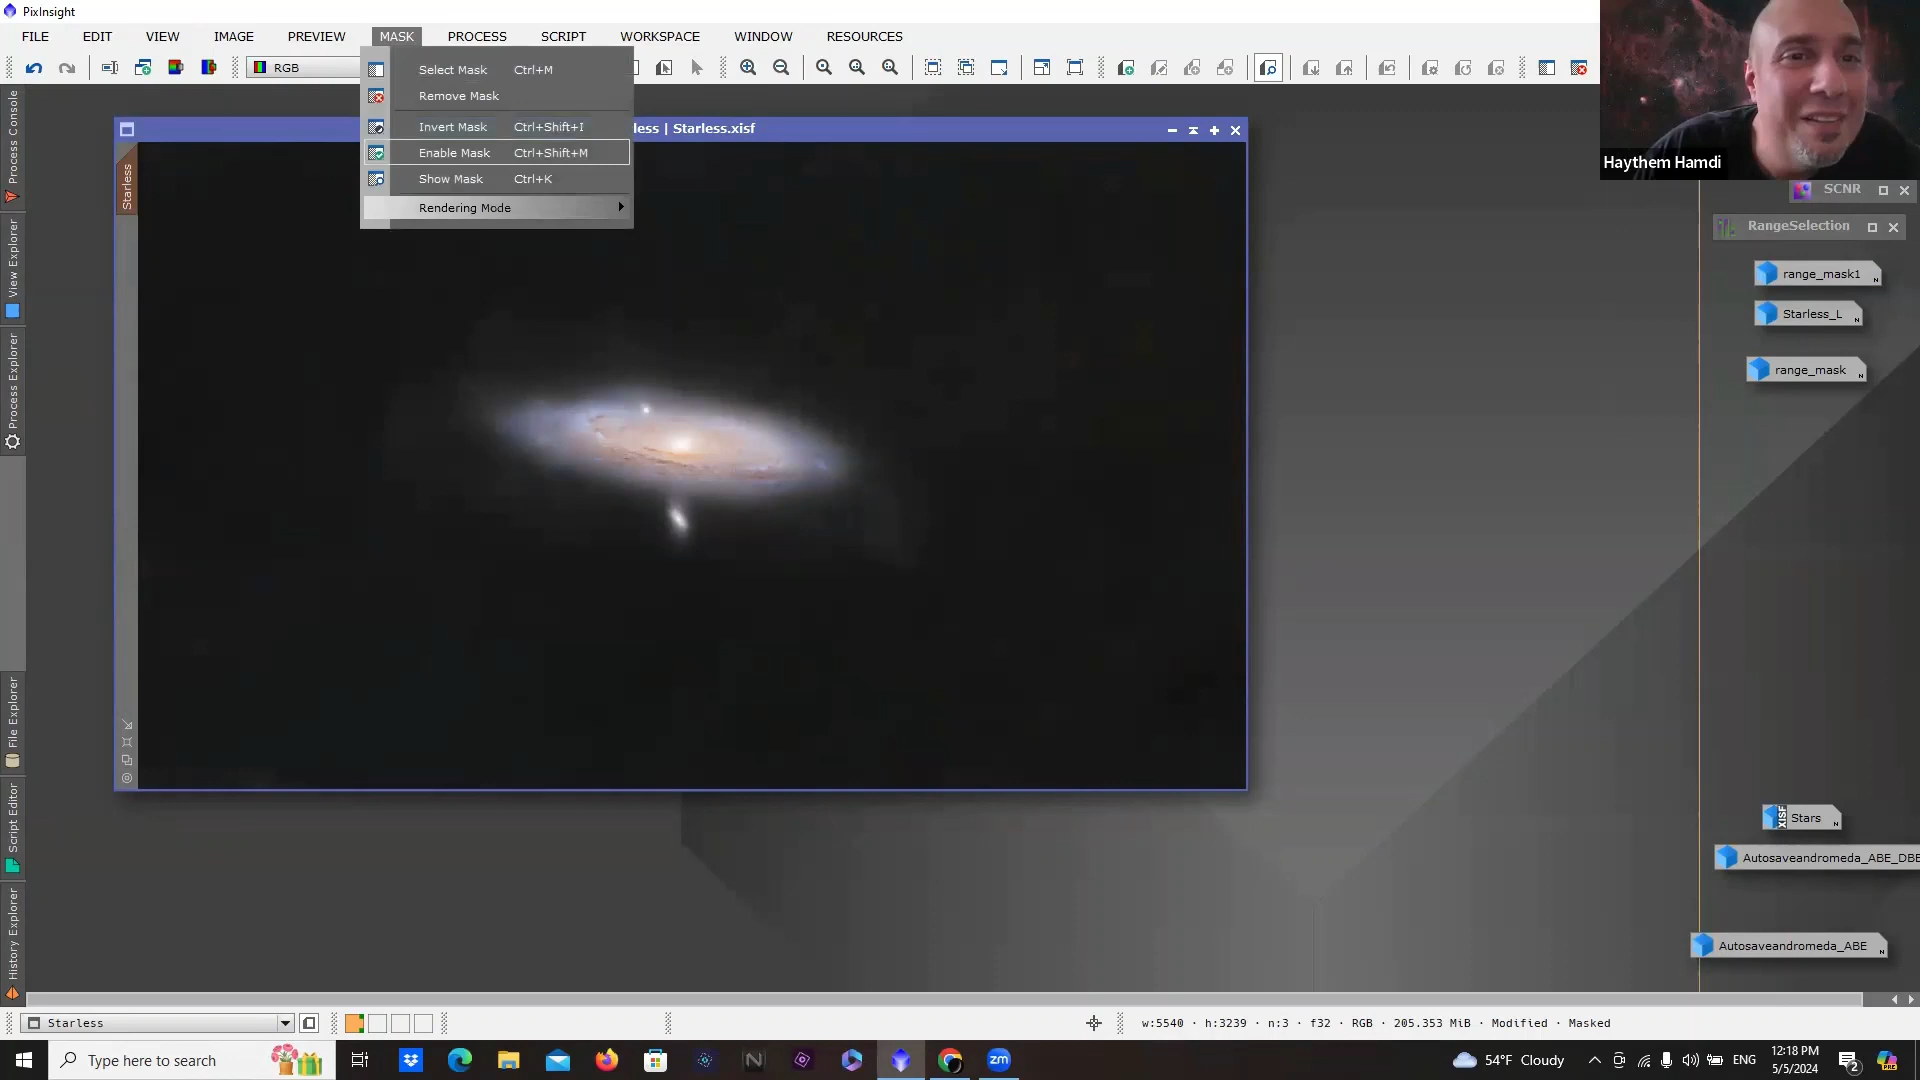 PixInsight
FILE EDIT VIEW IMAGE PREVIEW MASK PROCESS SCRIPT WORKSPACE WINDOW RESOURCES
RGB
Select Mask Ctrl+M
Remove Mask
Invert Mask Ctrl+Shift+I
Enable Mask Ctrl+Shift+M
Show Mask Ctrl+K
Rendering Mode
less | Starless.xisf
Starless
Process Console
View Explorer
Process Explorer
File Explorer
Script Editor
History Explorer
Haythem Hamdi
SCNR
RangeSelection
range_mask1
N
Starless_L
N
range_mask
N
XISF
Stars
N
Autosaveandromeda_ABE_DBE
Autosaveandromeda_ABE
N
Starless
w:5540 · h:3239 · n:3 · f32 · RGB · 205.353 MiB · Modified · Masked
Type here to search
zm
54°F Cloudy
ENG
12:18 PM
5/5/2024
2
PRE